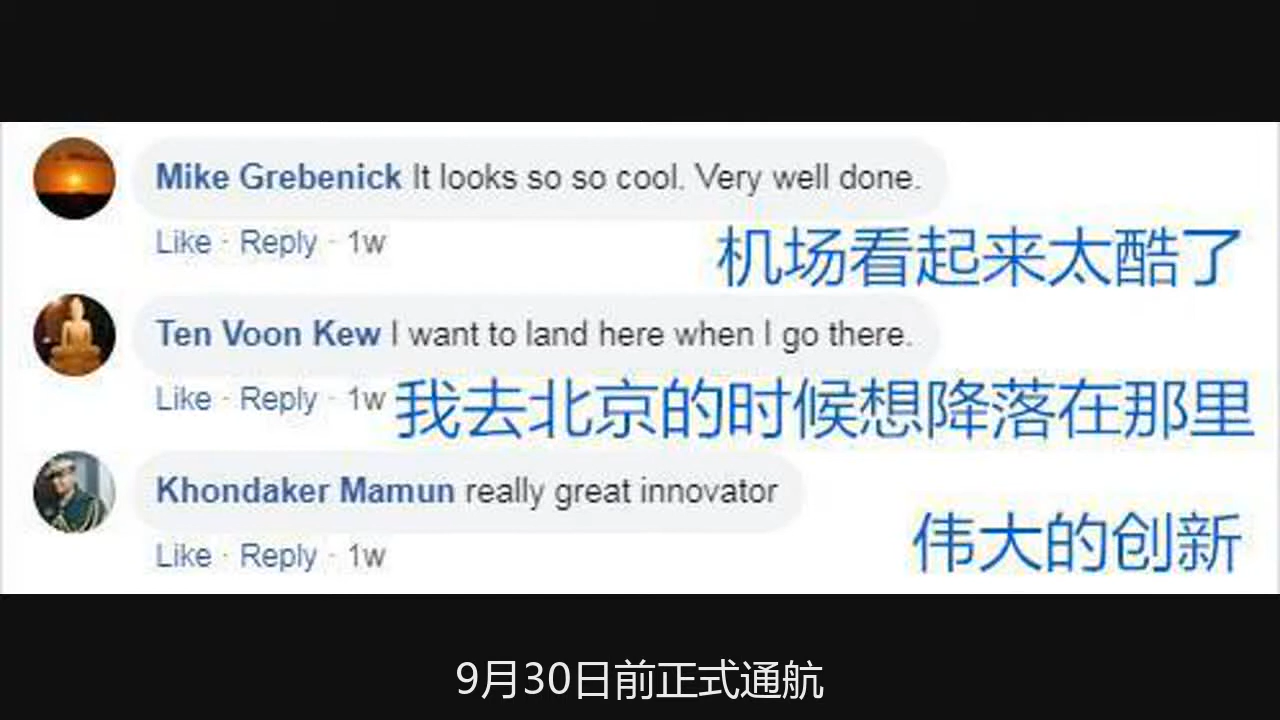 Mike Grebenick It looks so so cool. Very well done.
Like · Reply · 1w
机场看起来太酷了
Ten Voon Kew I want to land here when I go there.
Like · Reply · 1w
我去北京的时候想降落在那里
Khondaker Mamun really great innovator
Like · Reply · 1w
伟大的创新
9月30日前正式通航